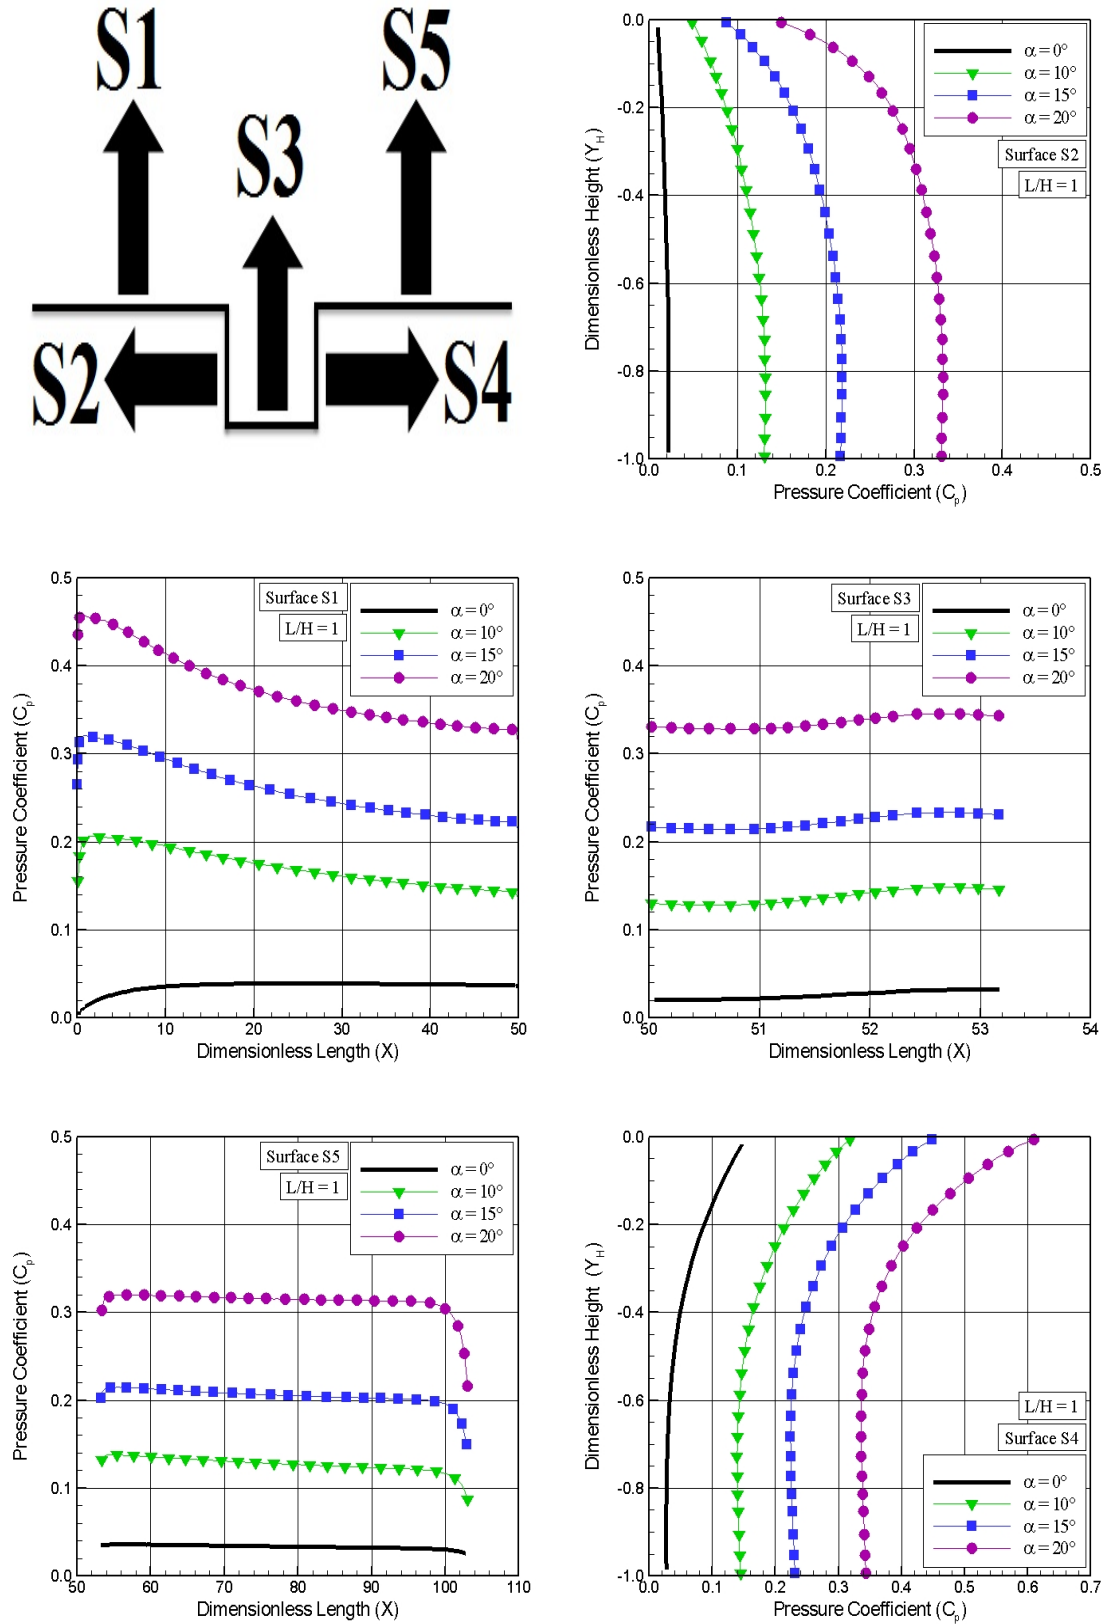 S1
S5
S3
S2
S4
0.0
-0.2
-0.4
-0.6
-0.8
-1.0
Dimensionless Height (Y_H)
α = 0°
α = 10°
α = 15°
α = 20°
Surface S2
L/H = 1
0.0
0.1
0.2
0.3
0.4
0.5
Pressure Coefficient (C_p)
0.5
0.4
0.3
0.2
0.1
0.0
Pressure Coefficient (C_p)
Surface S1
L/H = 1
α = 0°
α = 10°
α = 15°
α = 20°
0
10
20
30
40
50
Dimensionless Length (X)
0.5
0.4
0.3
0.2
0.1
0.0
Pressure Coefficient (C_p)
Surface S3
L/H = 1
α = 0°
α = 10°
α = 15°
α = 20°
50
51
52
53
54
Dimensionless Length (X)
0.5
0.4
0.3
0.2
0.1
0.0
Pressure Coefficient (C_p)
Surface S5
L/H = 1
α = 0°
α = 10°
α = 15°
α = 20°
50
60
70
80
90
100
110
Dimensionless Length (X)
0.0
-0.2
-0.4
-0.6
-0.8
-1.0
Dimensionless Height (Y_H)
L/H = 1
Surface S4
α = 0°
α = 10°
α = 15°
α = 20°
0.0
0.1
0.2
0.3
0.4
0.5
0.6
0.7
Pressure Coefficient (C_p)